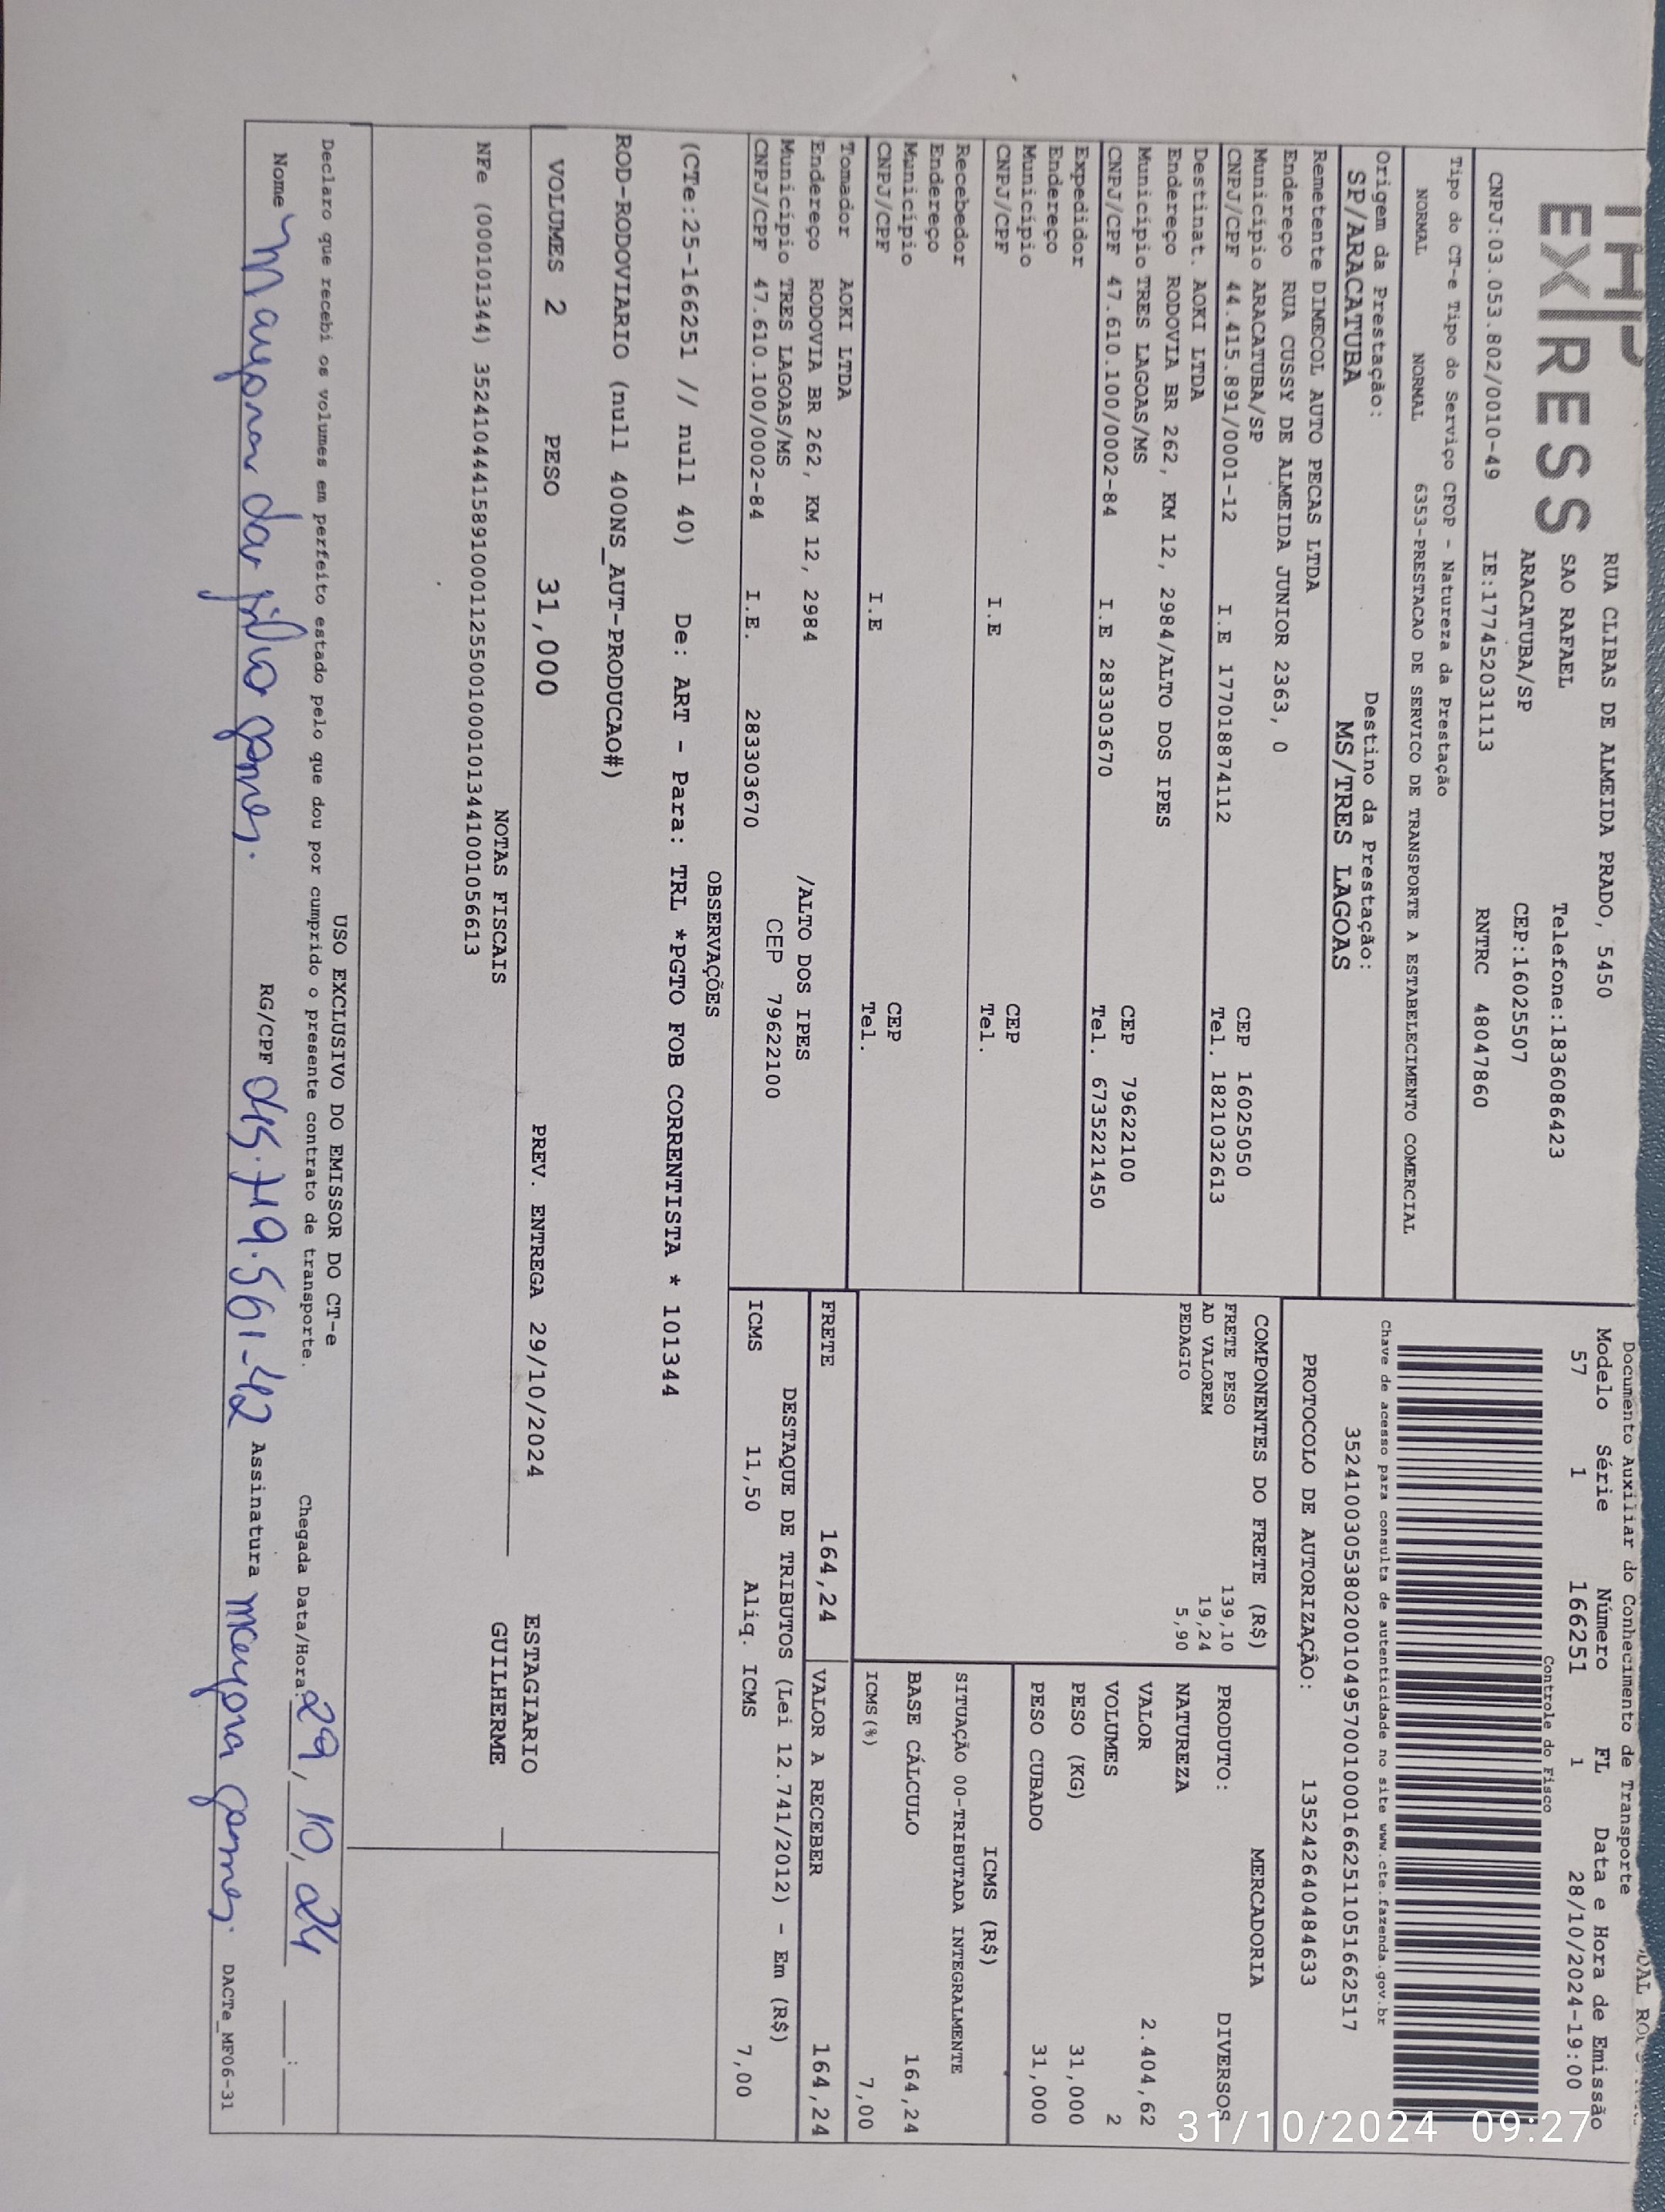 EXPRESS
RUA CLIBAS DE ALMEIDA PRADO, 5450
SAO RAFAEL Telefone:1836086423
ARACATUBA/SP CEP:16025507
CNPJ:03.053.802/0010-49 IE:177452031113 RNTRC 48047860
Documento Auxiliar do Conhecimento de Transporte
Modelo Série Número FL Data e Hora de Emissão
57 1 166251 1 28/10/2024-19:00
Controle do Fisco
Chave de acesso para consulta de autenticidade no site www.cte.fazenda.gov.br
35241003053802001049570010001662511051662517
PROTOCOLO DE AUTORIZAÇÃO: 135242640484633
Tipo do CT-e Tipo do Serviço CFOP - Natureza da Prestação
NORMAL NORMAL 6353-PRESTACAO DE SERVICO DE TRANSPORTE A ESTABELECIMENTO COMERCIAL
Origem da Prestação: Destino da Prestação:
SP/ARACATUBA MS/TRES LAGOAS
Remetente DIMECOL AUTO PECAS LTDA
Endereço RUA CUSSY DE ALMEIDA JUNIOR 2363, 0
Município ARACATUBA/SP CEP 16025050
CNPJ/CPF 44.415.891/0001-12 I.E 177018874112 Tel. 1821032613
Destinat. AOKI LTDA
Endereço RODOVIA BR 262, KM 12, 2984/ALTO DOS IPES
Município TRES LAGOAS/MS CEP 79622100
CNPJ/CPF 47.610.100/0002-84 I.E 283303670 Tel. 673522 1450
Expedidor
Endereço
Município CEP
CNPJ/CPF I.E Tel.
Recebedor
Endereço
Município CEP
CNPJ/CPF I.E Tel.
Tomador AOKI LTDA
Endereço RODOVIA BR 262, KM 12, 2984 /ALTO DOS IPES
Município TRES LAGOAS/MS CEP 79622100
CNPJ/CPF 47.610.100/0002-84 I.E. 283303670
COMPONENTES DO FRETE (R$)
FRETE PESO 139,10
AD VALOREM 19,24
PEDAGIO 5,90
MERCADORIA
PRODUTO: DIVERSOS
NATUREZA
VALOR 2.404,62
VOLUMES 2
PESO (KG) 31,000
PESO CUBADO 31,000
ICMS (R$)
SITUAÇÃO 00-TRIBUTADA INTEGRALMENTE
BASE CÁLCULO 164,24
ICMS(%) 7,00
FRETE 164,24 VALOR A RECEBER 164,24
DESTAQUE DE TRIBUTOS (Lei 12.741/2012) - Em (R$)
ICMS 11,50 Aliq. ICMS 7,00
OBSERVAÇÕES
(CTe:25-166251 // null 40) De: ART - Para: TRL *PGTO FOB CORRENTISTA * 101344
ROD-RODOVIARIO (null 400NS_AUT-PRODUCAO#)
VOLUMES 2 PESO 31,000 PREV. ENTREGA 29/10/2024 ESTAGIARIO
GUILHERME
NOTAS FISCAIS
NFe (000101344) 35241044415891000112550010001013441001056613
USO EXCLUSIVO DO EMISSOR DO CT-e
Declaro que recebi os volumes em perfeito estado pelo que dou por cumprido o presente contrato de transporte. Chegada Data/Hora: 29/10/24
Nome Mayara da Silva Gomes. RG/CPF 045.719.561-42 Assinatura Mayara Gomes. DACTe_MF06-31
31/10/2024 09:27